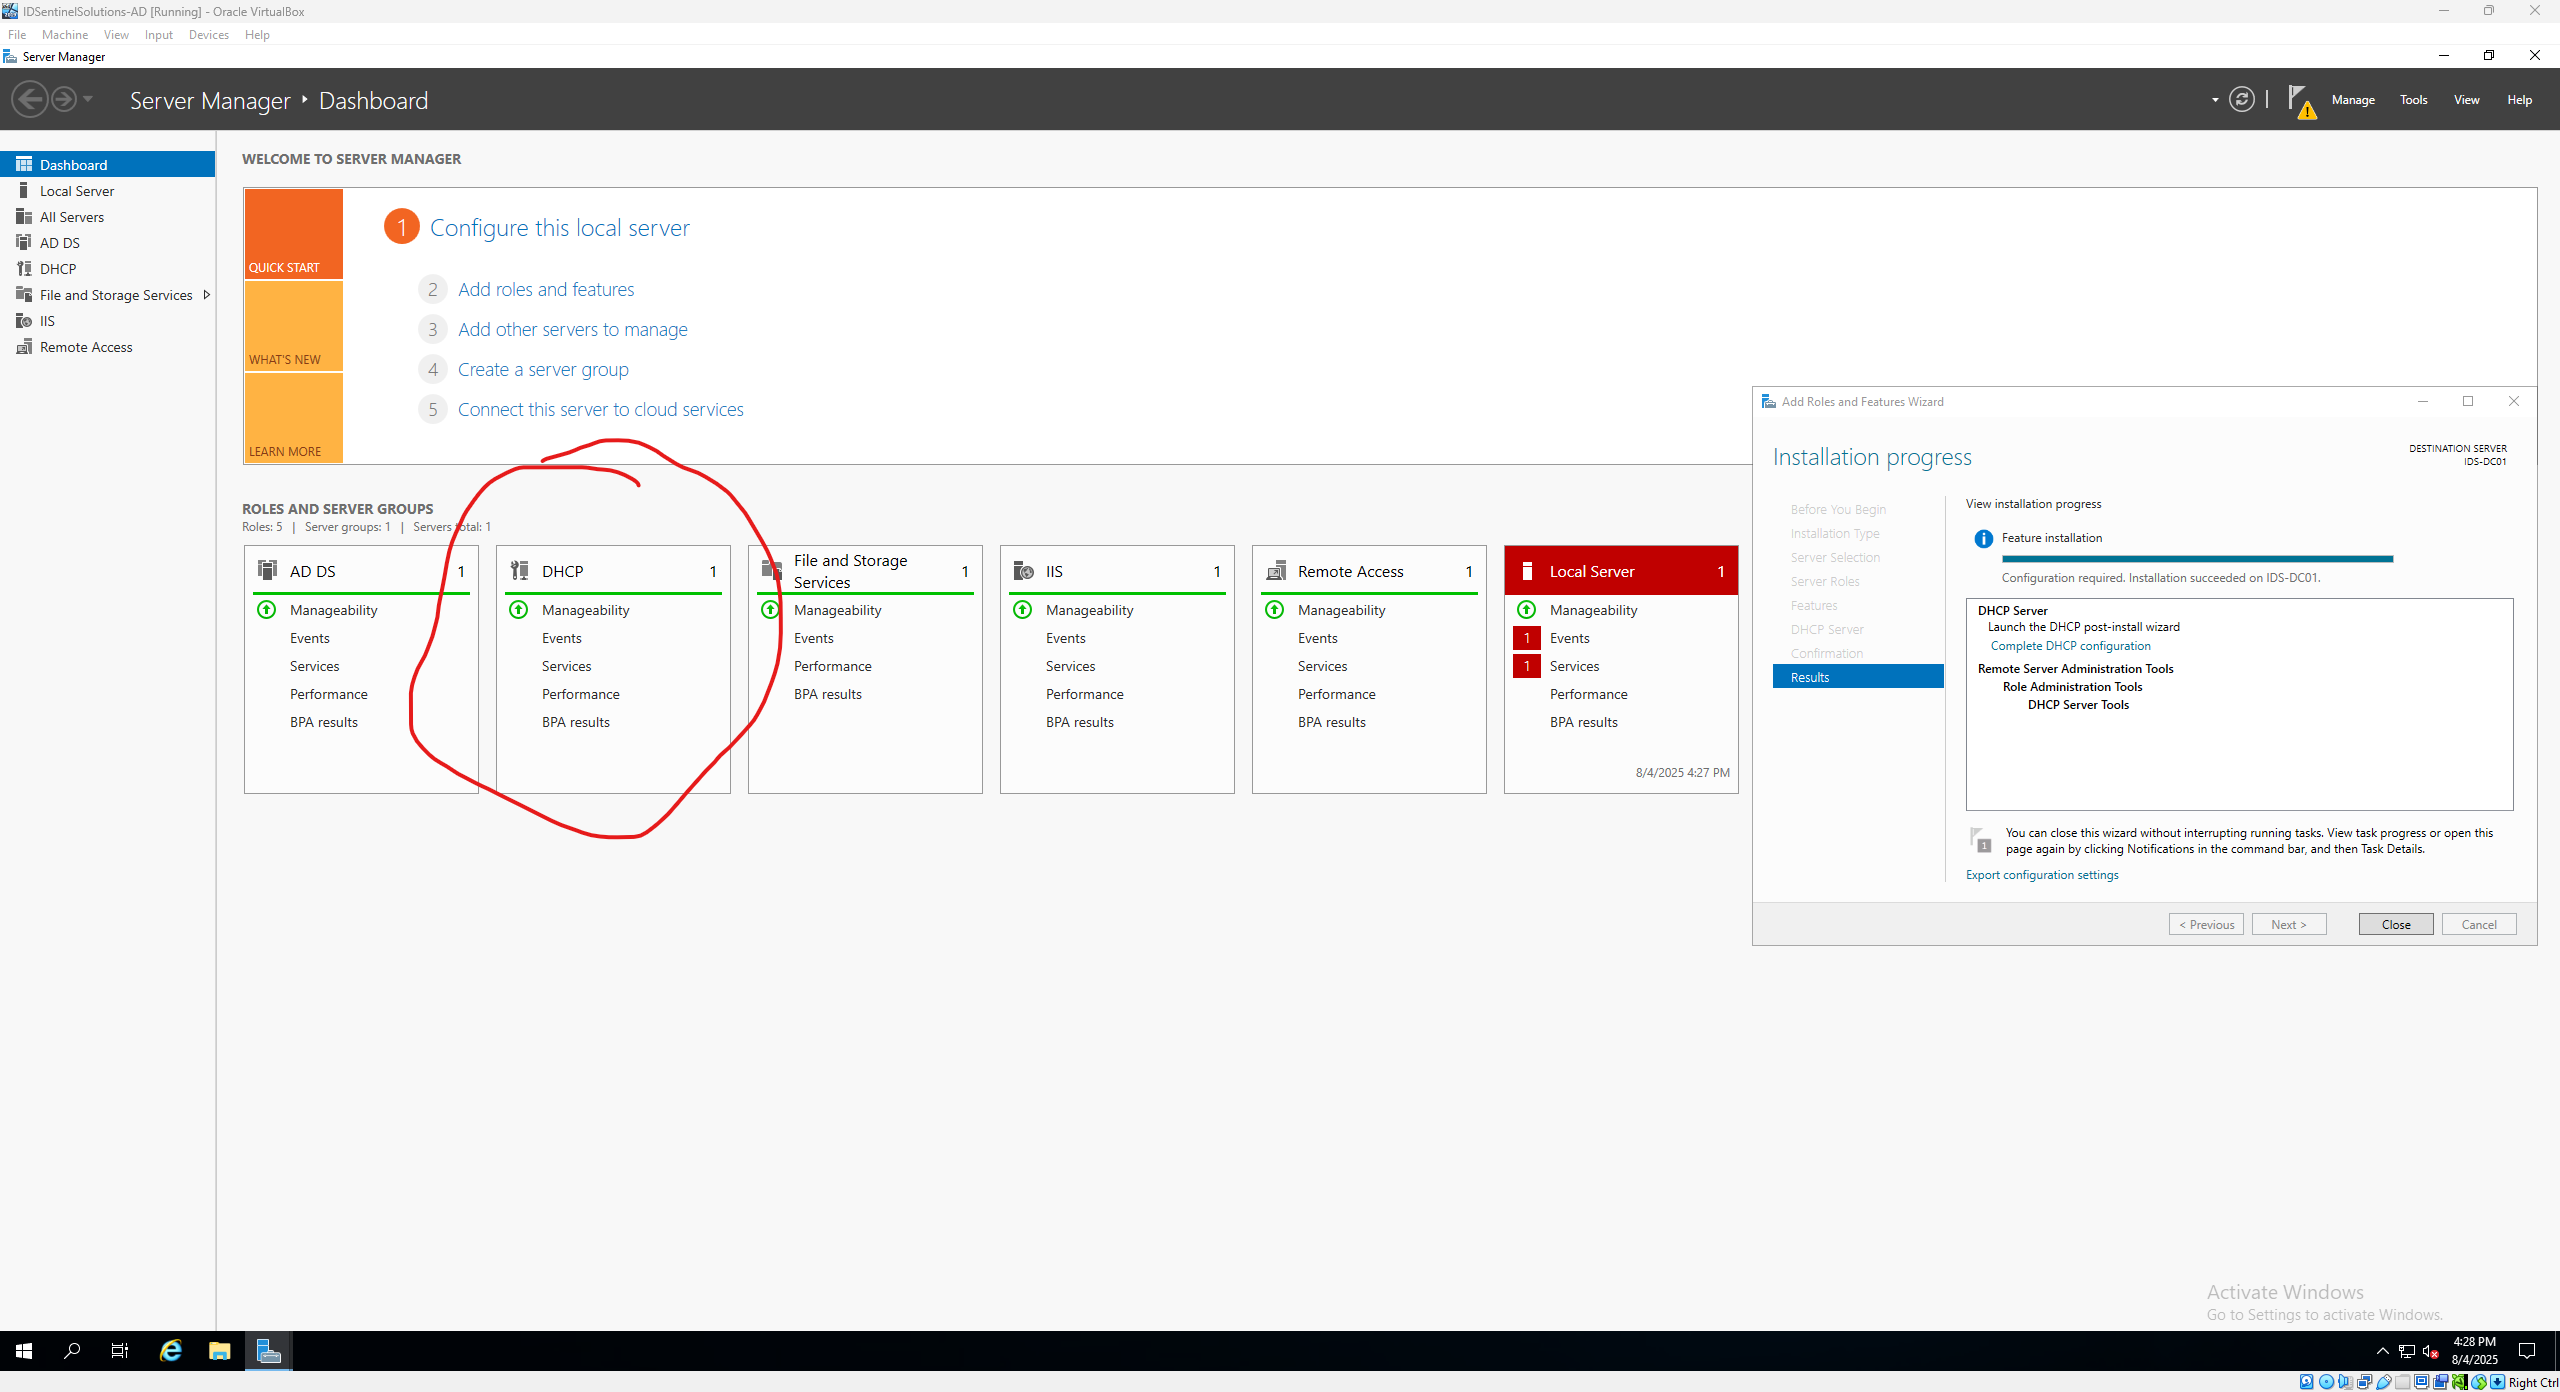 IDSentinelSolutions-AD [Running] - Oracle VirtualBox
File Machine View Input Devices Help
Server Manager
Server Manager Dashboard
Manage Tools View Help
Dashboard
Local Server
All Servers
AD DS
DHCP
File and Storage Services
IIS
Remote Access
WELCOME TO SERVER MANAGER
QUICK START
WHAT'S NEW
LEARN MORE
1 Configure this local server
2 Add roles and features
3 Add other servers to manage
4 Create a server group
5 Connect this server to cloud services
ROLES AND SERVER GROUPS
Roles: 5 | Server groups: 1 | Servers total: 1
AD DS 1
Manageability
Events
Services
Performance
BPA results
DHCP 1
Manageability
Events
Services
Performance
BPA results
File and Storage
Services 1
Manageability
Events
Performance
BPA results
IIS 1
Manageability
Events
Services
Performance
BPA results
Remote Access 1
Manageability
Events
Services
Performance
BPA results
Local Server 1
Manageability
1 Events
1 Services
Performance
BPA results
8/4/2025 4:27 PM
Add Roles and Features Wizard
Installation progress
DESTINATION SERVER
IDS-DC01
Before You Begin
Installation Type
Server Selection
Server Roles
Features
DHCP Server
Confirmation
Results
View installation progress
Feature installation
Configuration required. Installation succeeded on IDS-DC01.
DHCP Server
Launch the DHCP post-install wizard
Complete DHCP configuration
Remote Server Administration Tools
Role Administration Tools
DHCP Server Tools
1
You can close this wizard without interrupting running tasks. View task progress or open this
page again by clicking Notifications in the command bar, and then Task Details.
Export configuration settings
< Previous Next > Close Cancel
Activate Windows
Go to Settings to activate Windows.
4:28 PM
8/4/2025
Right Ctrl